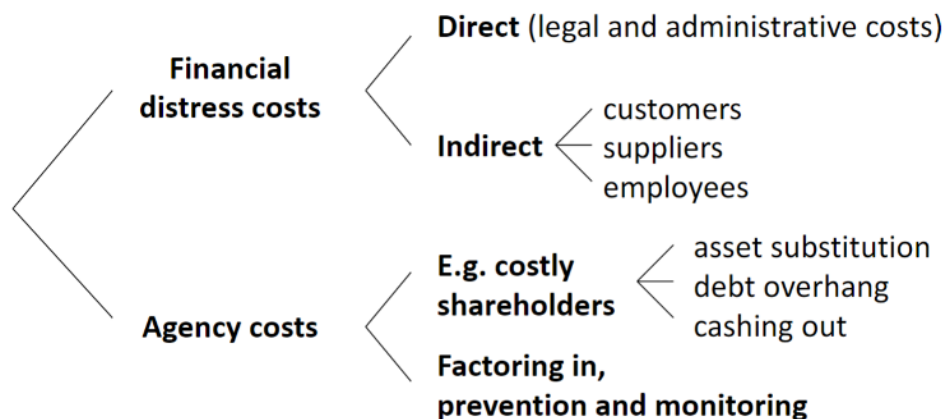 Direct (legal and administrative costs)
Financial
distress costs
customers
Indirect
suppliers
employees
E.g. costly
shareholders
asset substitution
debt overhang
cashing out
Agency costs
Factoring in,
prevention and monitoring